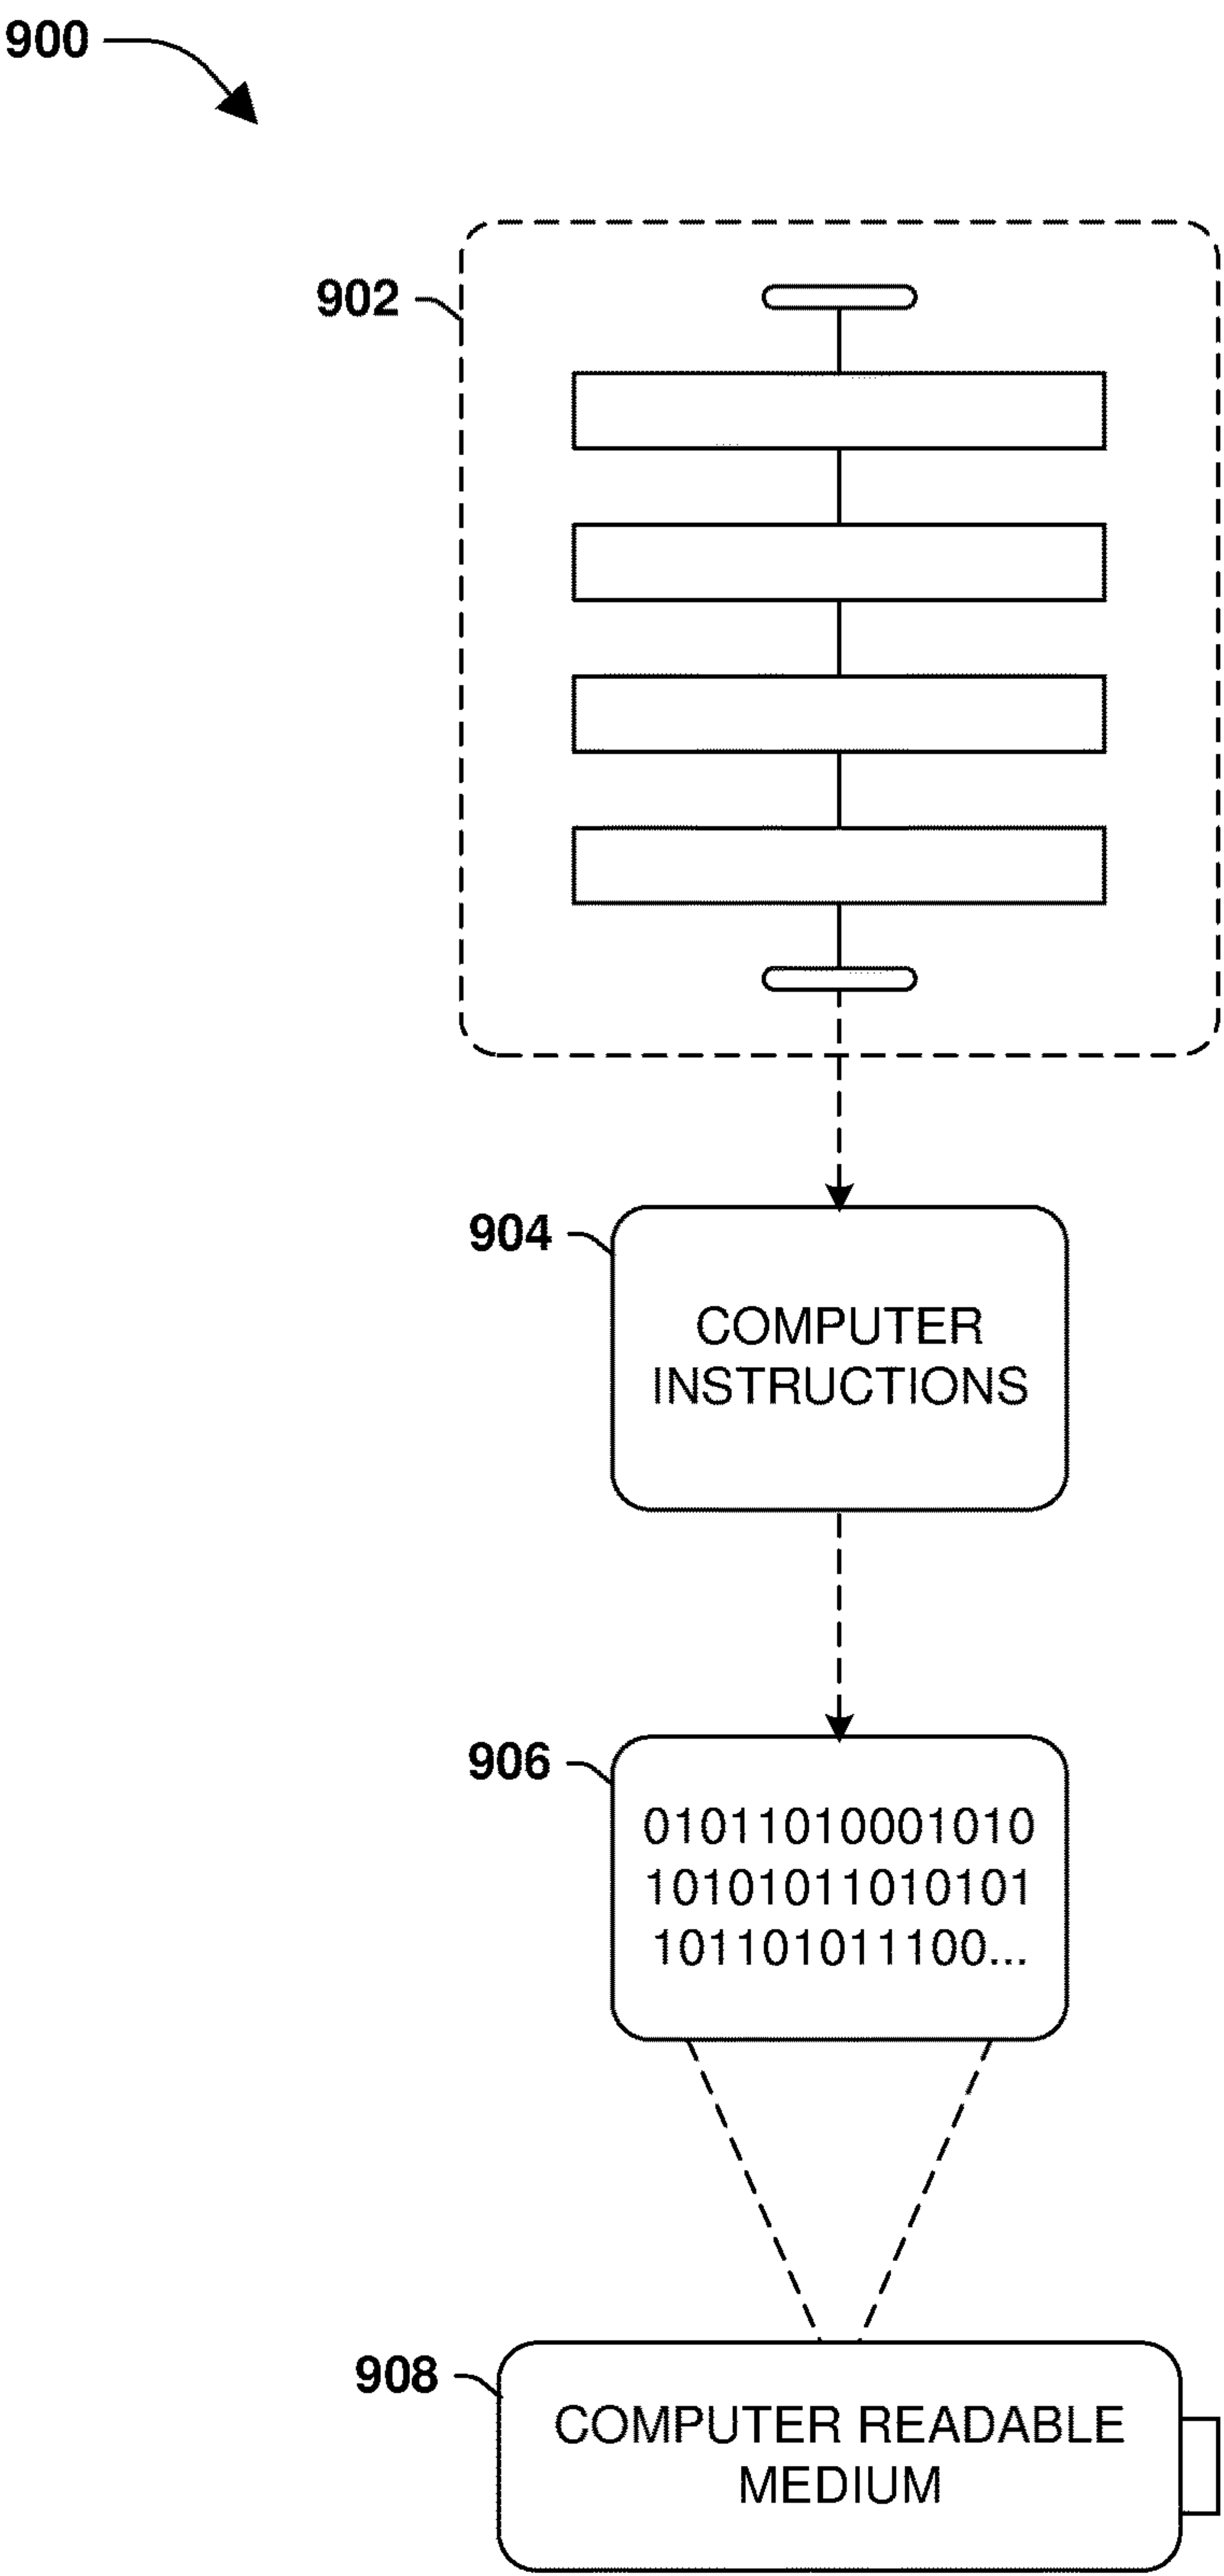 900
902
904
COMPUTER
INSTRUCTIONS
906
01011010001010
10101011010101
101101011100...
908
COMPUTER READABLE
MEDIUM